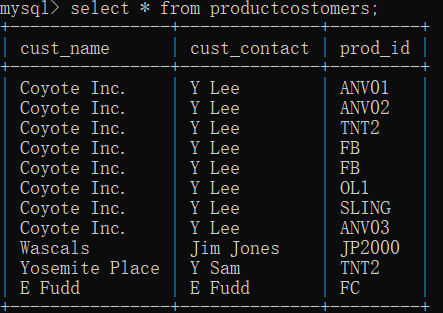 mysql> select * from productcostomers;
+----------------+--------------+---------+
| cust_name | cust_contact | prod_id |
+----------------+--------------+---------+
| Coyote Inc. | Y Lee | ANV01 |
| Coyote Inc. | Y Lee | ANV02 |
| Coyote Inc. | Y Lee | TNT2 |
| Coyote Inc. | Y Lee | FB |
| Coyote Inc. | Y Lee | FB |
| Coyote Inc. | Y Lee | OL1 |
| Coyote Inc. | Y Lee | SLING |
| Coyote Inc. | Y Lee | ANV03 |
| Wascals | Jim Jones | JP2000 |
| Yosemite Place | Y Sam | TNT2 |
| E Fudd | E Fudd | FC |
+----------------+--------------+---------+